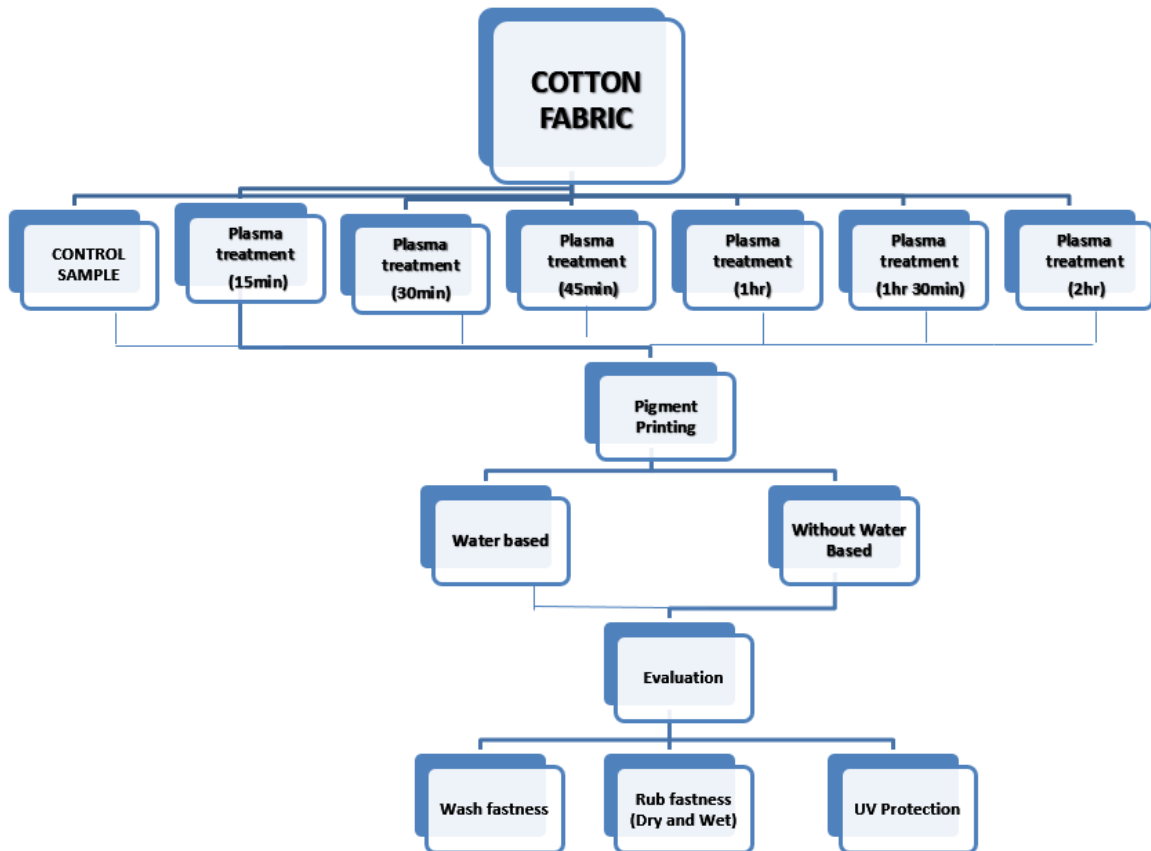 COTTON
FABRIC
CONTROL
SAMPLE
Plasma
treatment
(15min)
Plasma
treatment
(30min)
Plasma
treatment
(45min)
Plasma
treatment
(1hr)
Plasma
treatment
(1hr 30min)
Plasma
treatment
(2hr)
Pigment
Printing
Water based
Without Water
Based
Evaluation
Wash fastness
Rub fastness
(Dry and Wet)
UV Protection